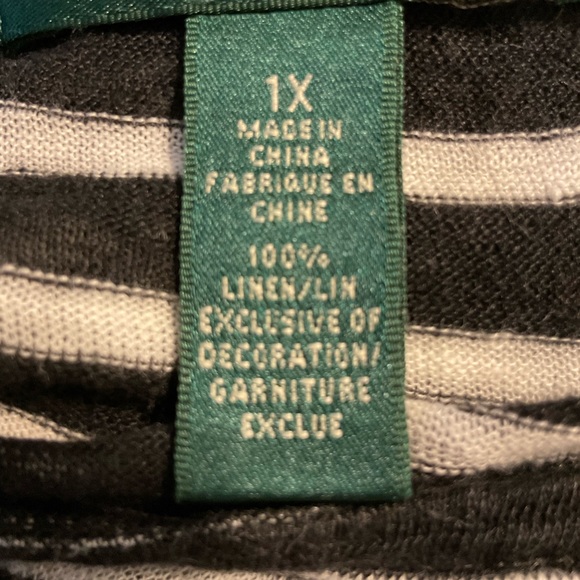 1X
MADE IN
CHINA
FABRIQUE EN
CHINE
100%
LINEN/LIN
EXCLUSIVE OF
DECORATION/
GARNITURE
EXCLUE